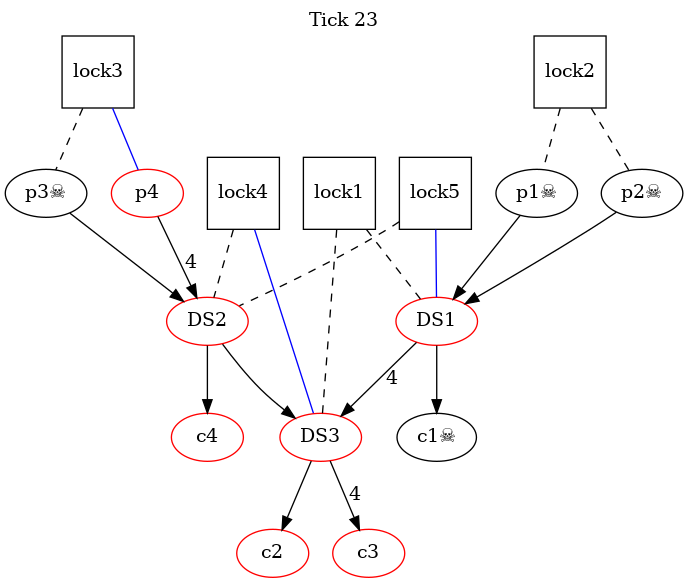 Tick 23
lock3
lock2
p3☠
p4
lock4
lock1
lock5
p1☠
p2☠
4
DS2
DS1
4
c4
DS3
c1☠
4
c2
c3